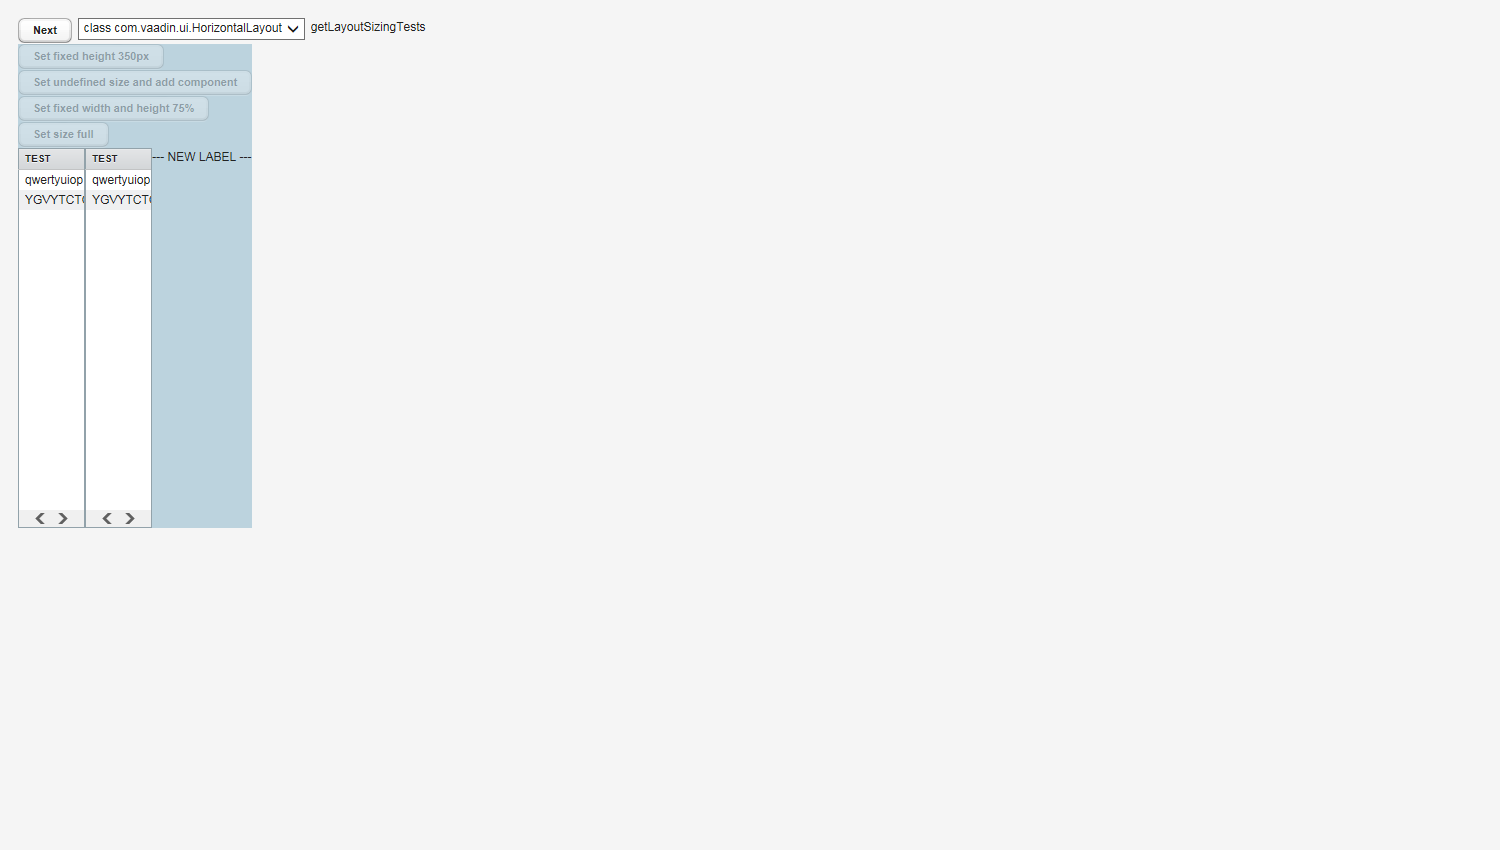 Next
class com.vaadin.ui.HorizontalLayout
getLayoutSizingTests
Set fixed height 350px
Set undefined size and add component
Set fixed width and height 75%
Set size full
TEST TEST --- NEW LABEL ---
qwertyuiop qwertyuiop
YGVYTCT YGVYTCT